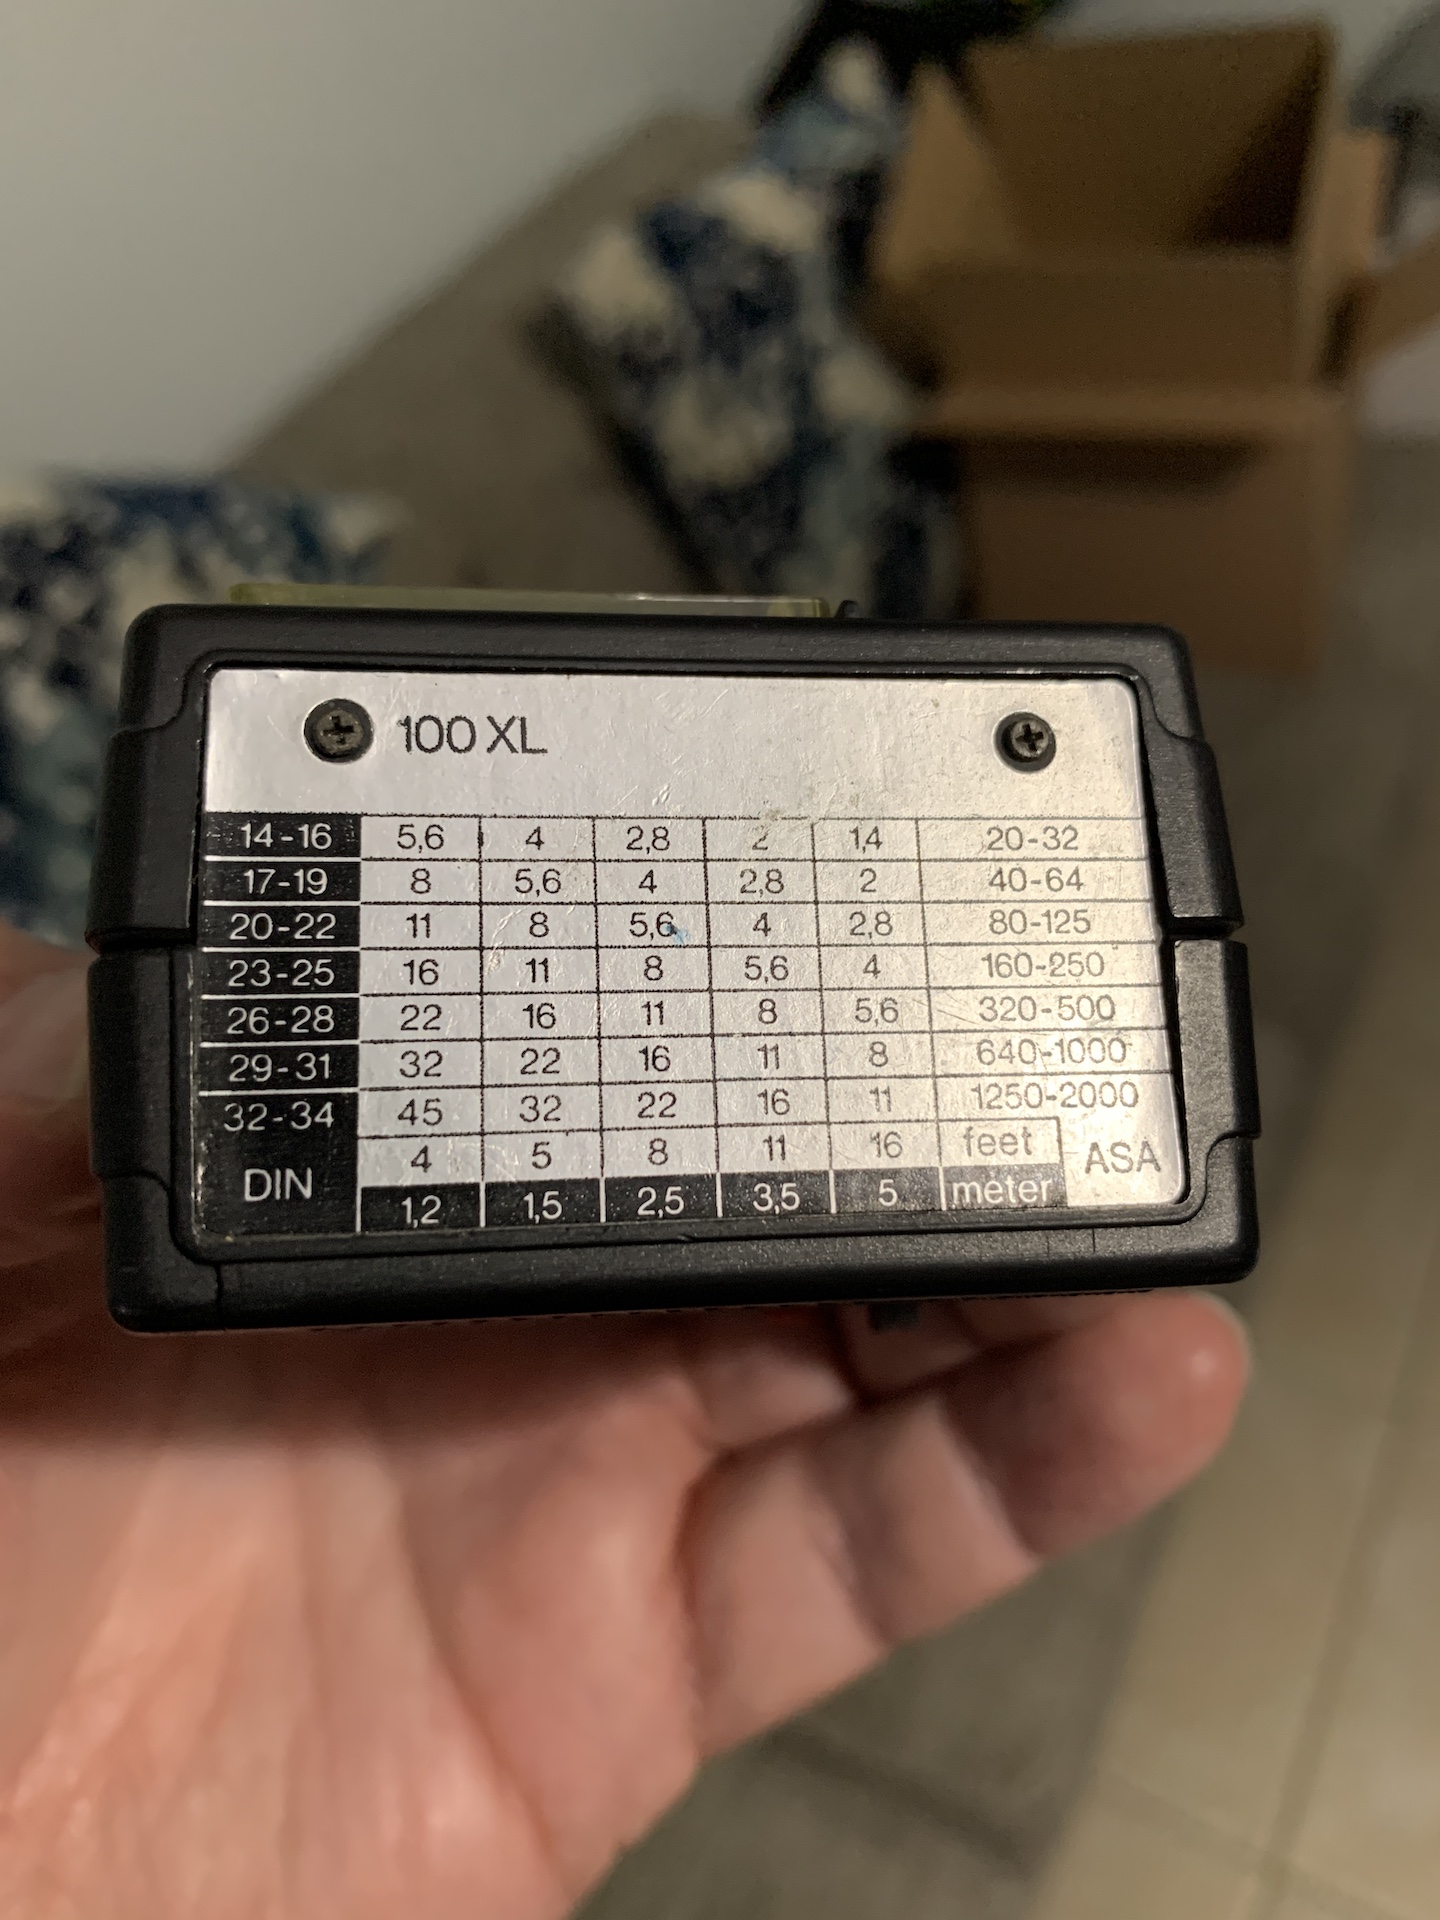 100 XL
14-16 5,6 4 2,8 2 1,4 20-32
17-19 8 5,6 4 2,8 2 40-64
20-22 11 8 5,6 4 2,8 80-125
23-25 16 11 8 5,6 4 160-250
26-28 22 16 11 8 5,6 320-500
29-31 32 22 16 11 8 640-1000
32-34 45 32 22 16 11 1250-2000
4 5 8 11 16 feet
DIN 1,2 1,5 2,5 3,5 5 meter ASA